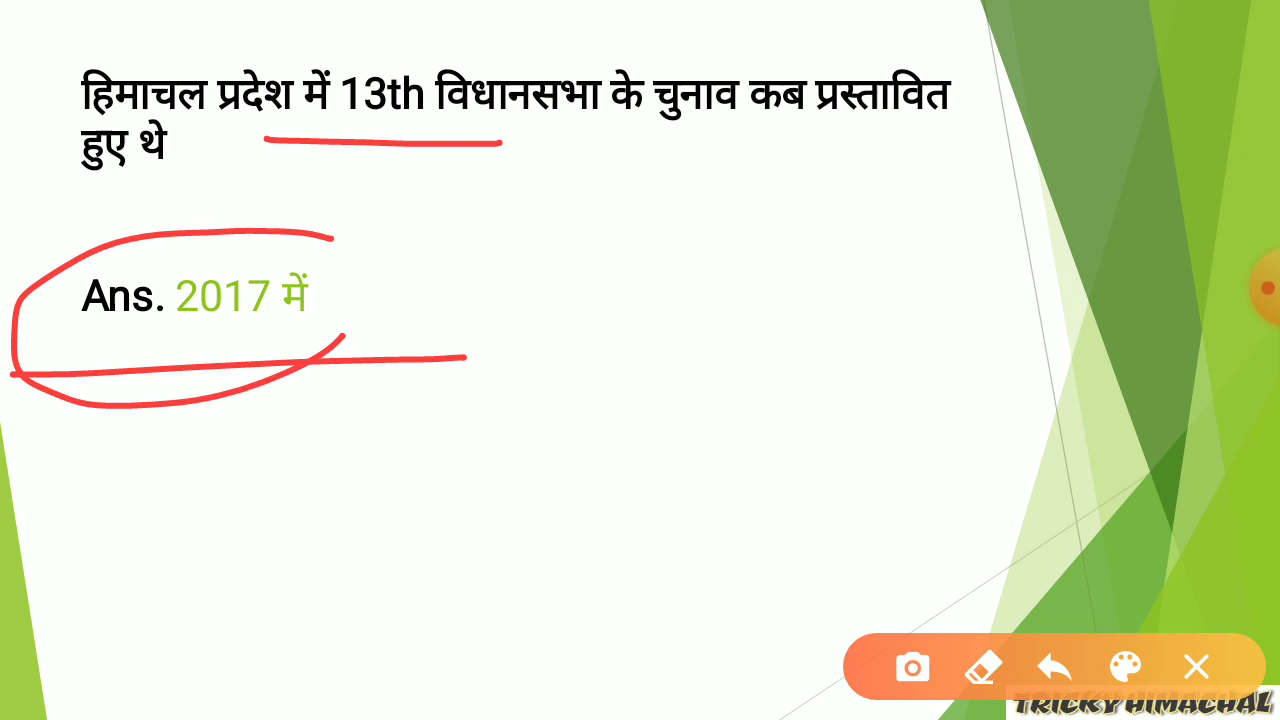 हिमाचल प्रदेश में 13th विधानसभा के चुनाव कब प्रस्तावित
हुए थे
Ans. 2017 में
TRICKY HIMACHAL